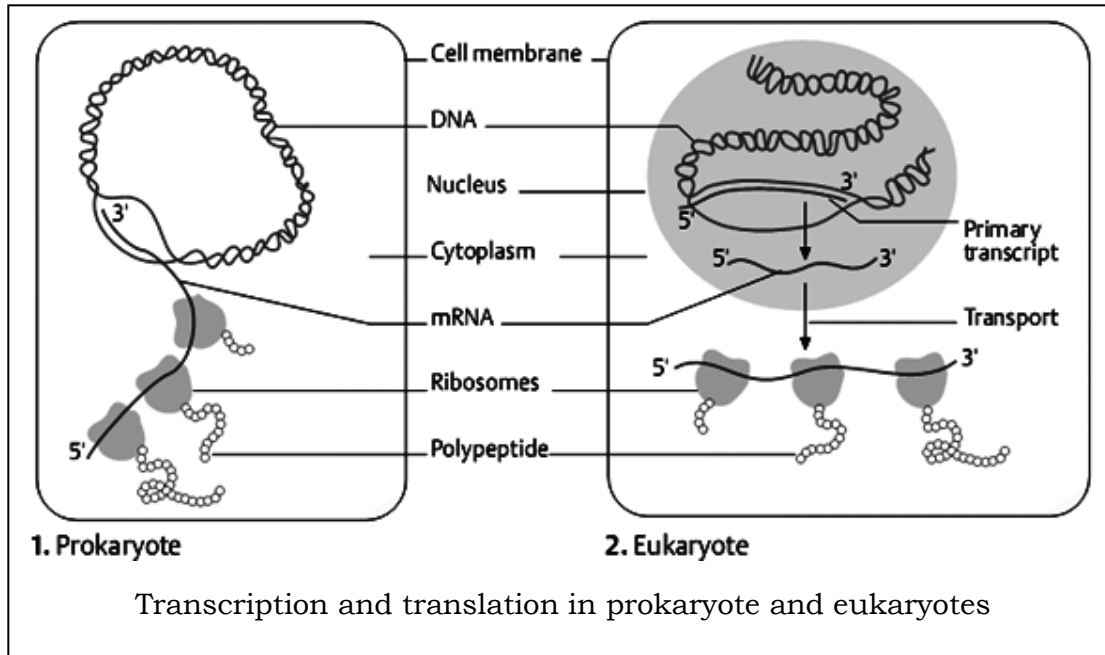 Cell membrane
DNA
Nucleus
3'
3'
5'
Primary
transcript
Cytoplasm
5'
3'
mRNA
Transport
5'
3'
Ribosomes
5'
Polypeptide
1. Prokaryote
2. Eukaryote
Transcription and translation in prokaryote and eukaryotes